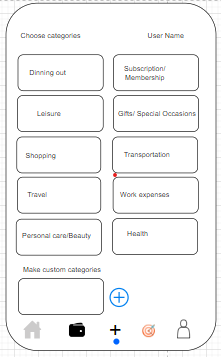 Choose categories
User Name
Dinning out
Subscription/
Membership
Leisure
Gifts/ Special Occasions
Shopping
Transportation
Travel
Work expenses
Personal care/Beauty
Health
Make custom categories